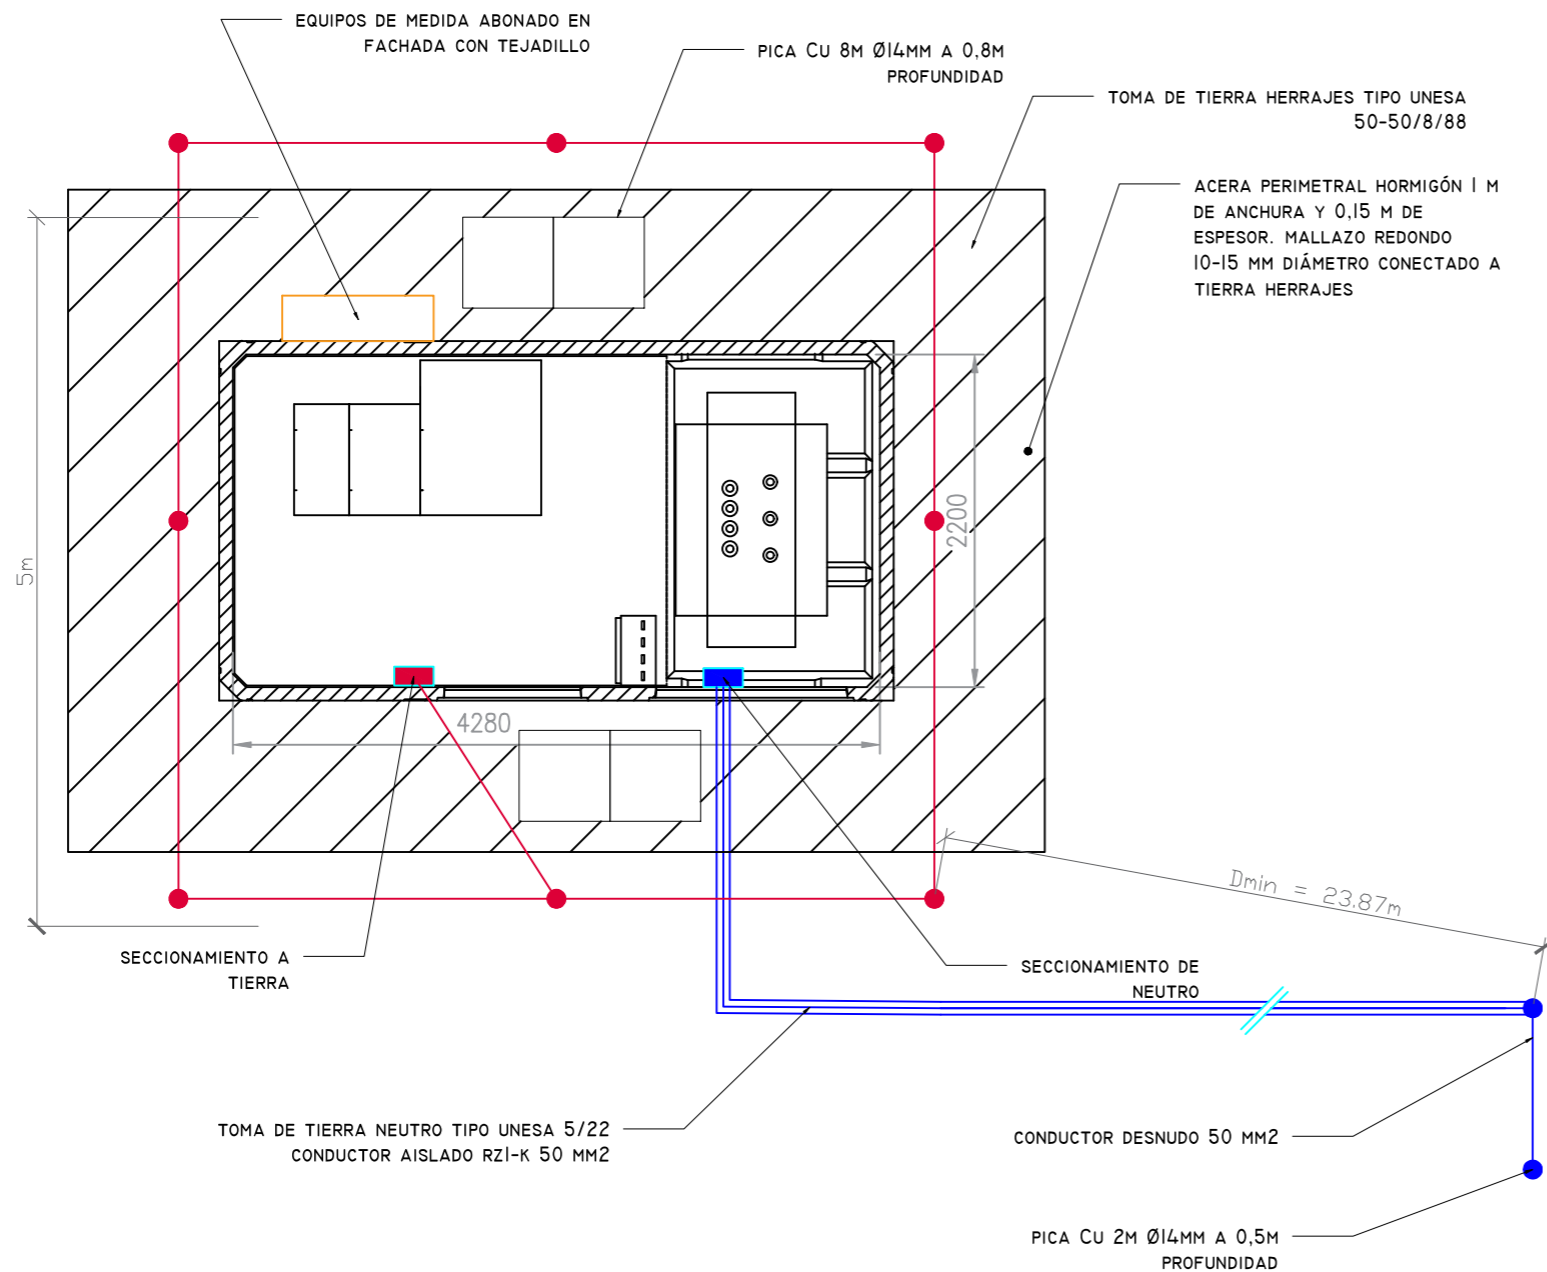 EQUIPOS DE MEDIDA ABONADO EN
FACHADA CON TEJADILLO
PICA CU 8M Ø14MM A 0,8M
PROFUNDIDAD
TOMA DE TIERRA HERRAJES TIPO UNESA
50-50/8/88
ACERA PERIMETRAL HORMIGÓN 1 M
DE ANCHURA Y 0,15 M DE
ESPESOR. MALLAZO REDONDO
10-15 MM DIÁMETRO CONECTADO A
TIERRA HERRAJES
5m
2200
4280
Dmin = 23.87m
SECCIONAMIENTO A
TIERRA
SECCIONAMIENTO DE
NEUTRO
TOMA DE TIERRA NEUTRO TIPO UNESA 5/22
CONDUCTOR AISLADO RZ1-K 50 MM2
CONDUCTOR DESNUDO 50 MM2
PICA CU 2M Ø14MM A 0,5M
PROFUNDIDAD